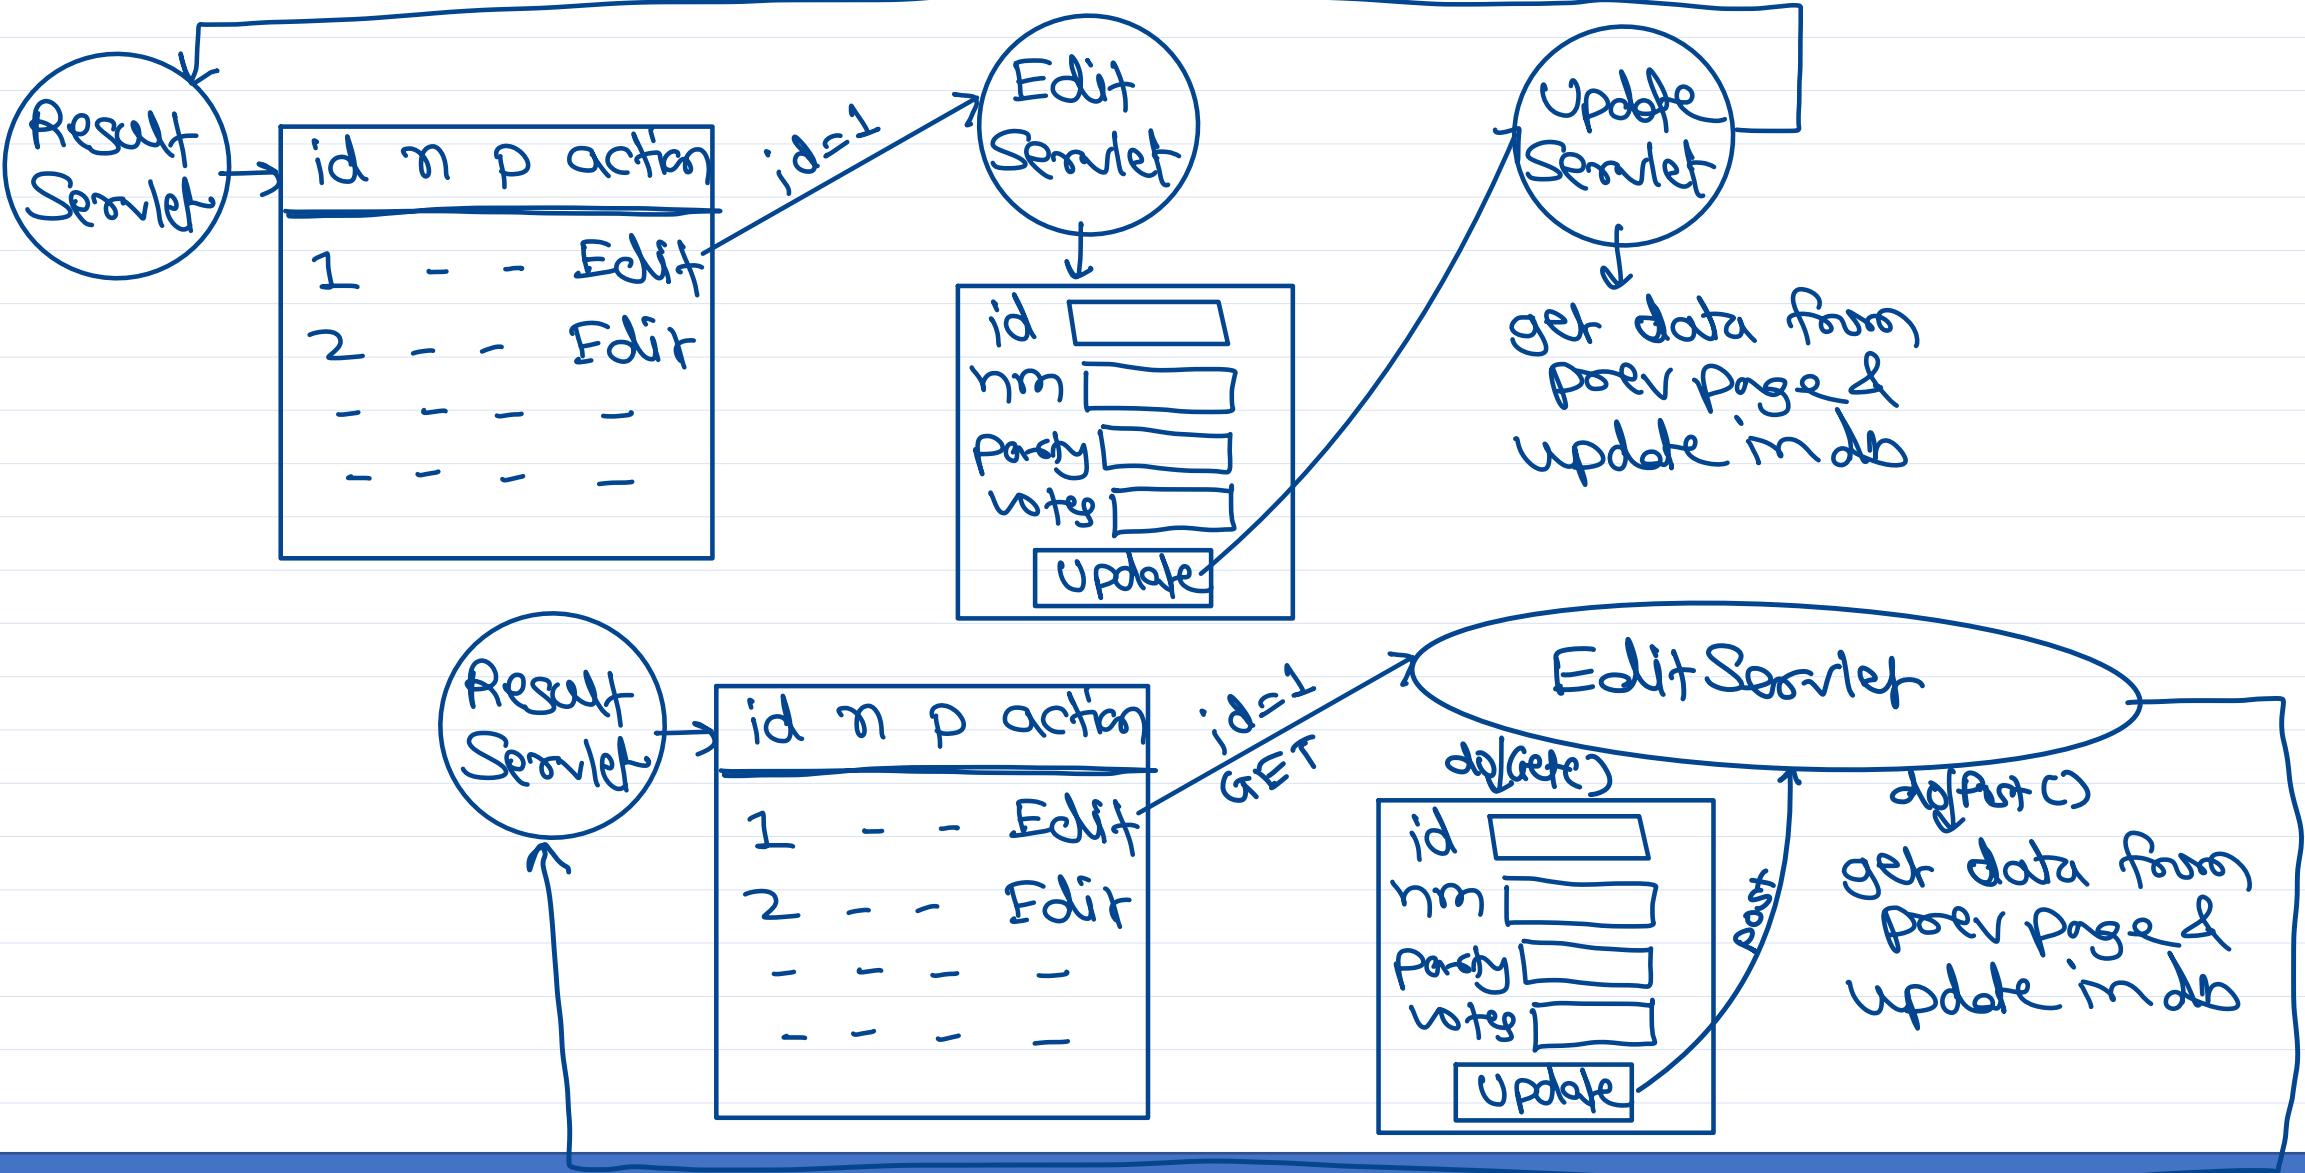 Result
Servlet
id n p action
1 - - Edit
2 - - Edit
- - - -
- - - -
id=1
Edit
Servlet
id
nm
party
votes
Update
Update
Servlet
get data from
prev page &
update in db
Result
Servlet
id n p action
1 - - Edit
2 - - Edit
- - - -
- - - -
id=1
GET
EditServlet
doGet()
id
nm
party
votes
Update
POST
doPost()
get data from
prev page &
update in db